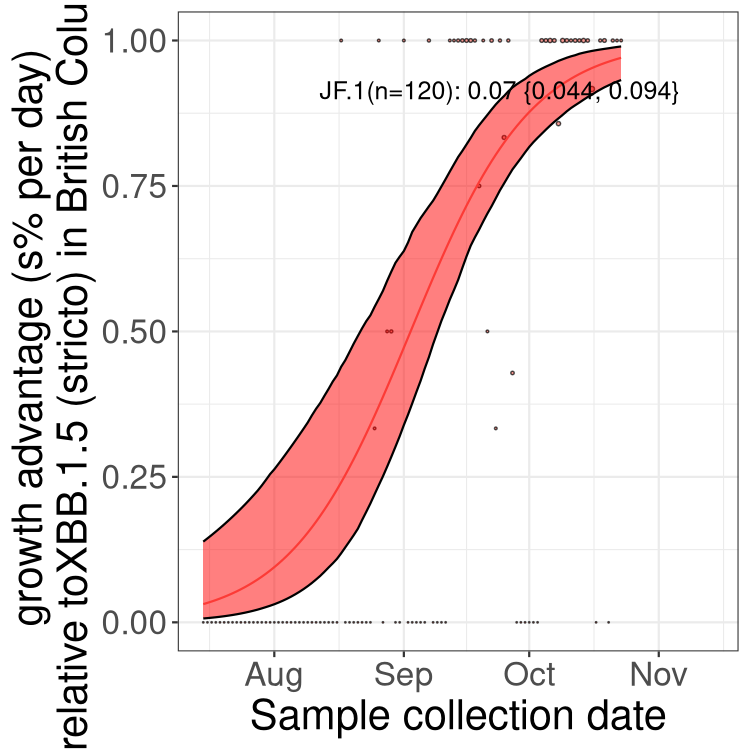 growth advantage (s% per day)
relative toXBB.1.5 (stricto) in British Colu
1.00
0.75
0.50
0.25
0.00
JF.1(n=120): 0.07 {0.044, 0.094}
Aug Sep Oct Nov
Sample collection date